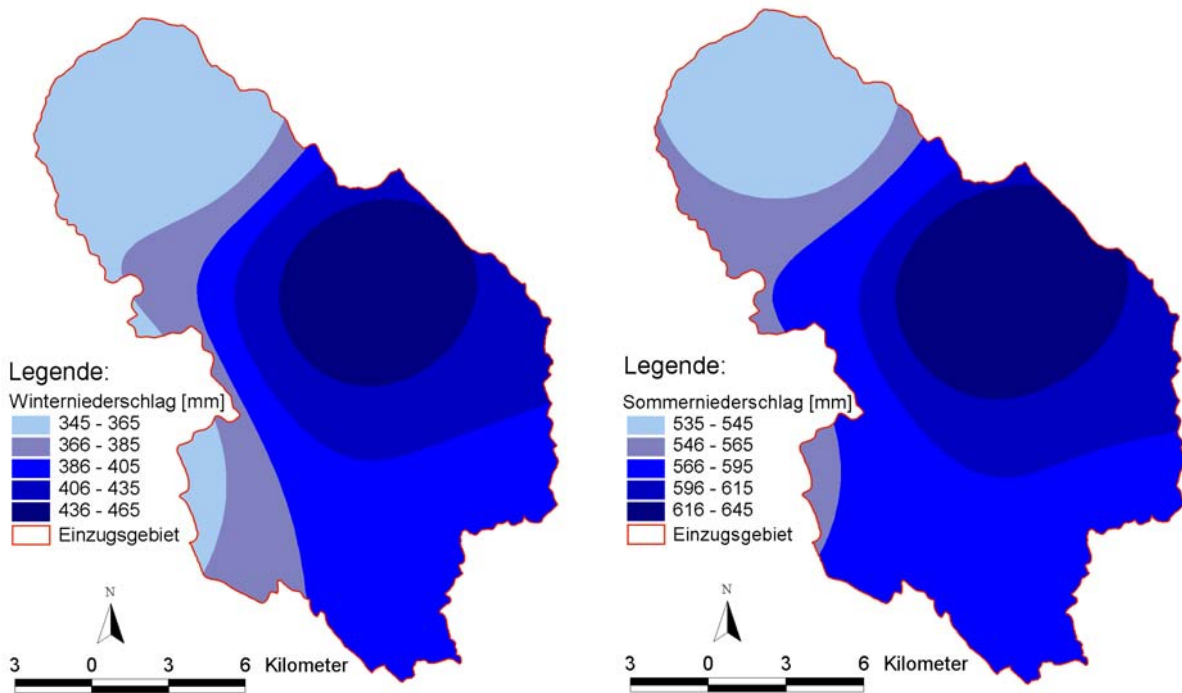 Legende:
Winterniederschlag [mm]
345 - 365
366 - 385
386 - 405
406 - 435
436 - 465
Einzugsgebiet
N
3 0 3 6 Kilometer
Legende:
Sommerniederschlag [mm]
535 - 545
546 - 565
566 - 595
596 - 615
616 - 645
Einzugsgebiet
N
3 0 3 6 Kilometer